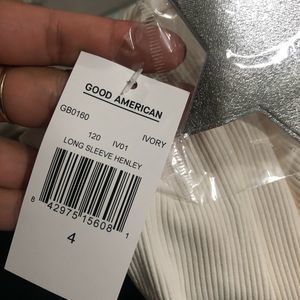 GOOD AMERICAN
GB0160
120 IV01 IVORY
LONG SLEEVE HENLEY
8 42975 15608 1
4